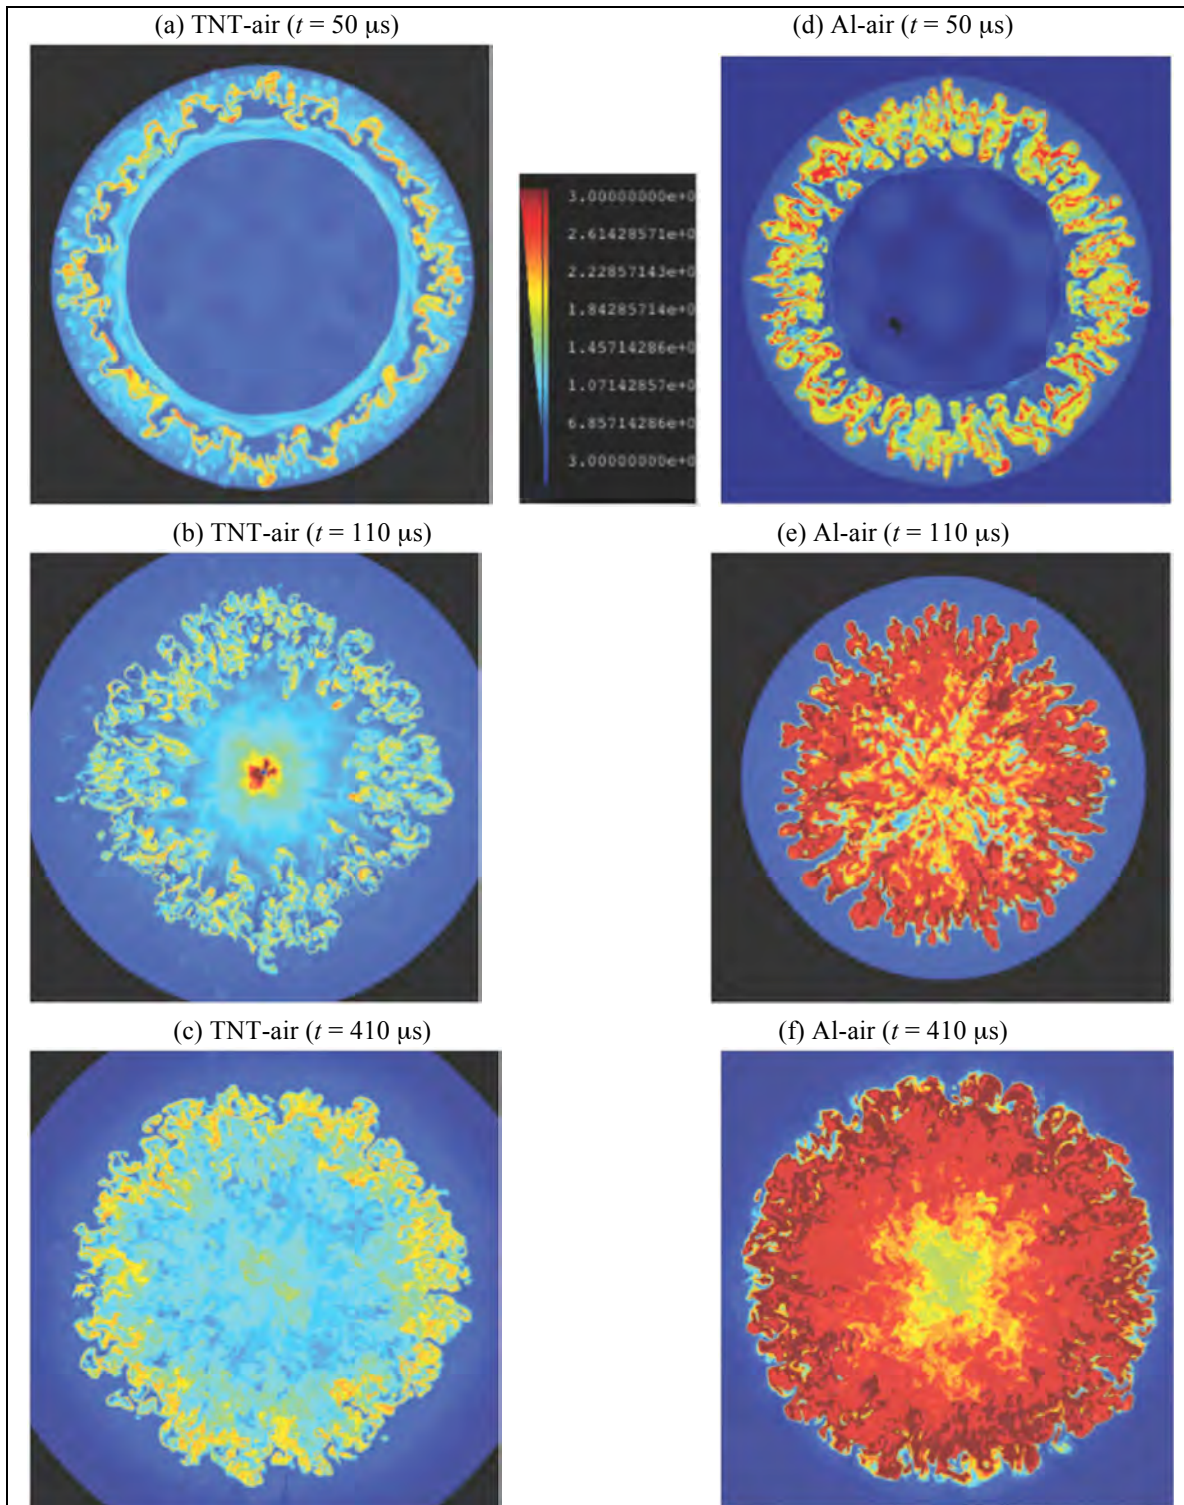 (a) TNT-air (t = 50 μs)
(d) Al-air (t = 50 μs)
3.00000000e+0
2.61428571e+0
2.22857143e+0
1.84285714e+0
1.45714286e+0
1.07142857e+0
6.85714286e+0
3.00000000e+0
(b) TNT-air (t = 110 μs)
(e) Al-air (t = 110 μs)
(c) TNT-air (t = 410 μs)
(f) Al-air (t = 410 μs)